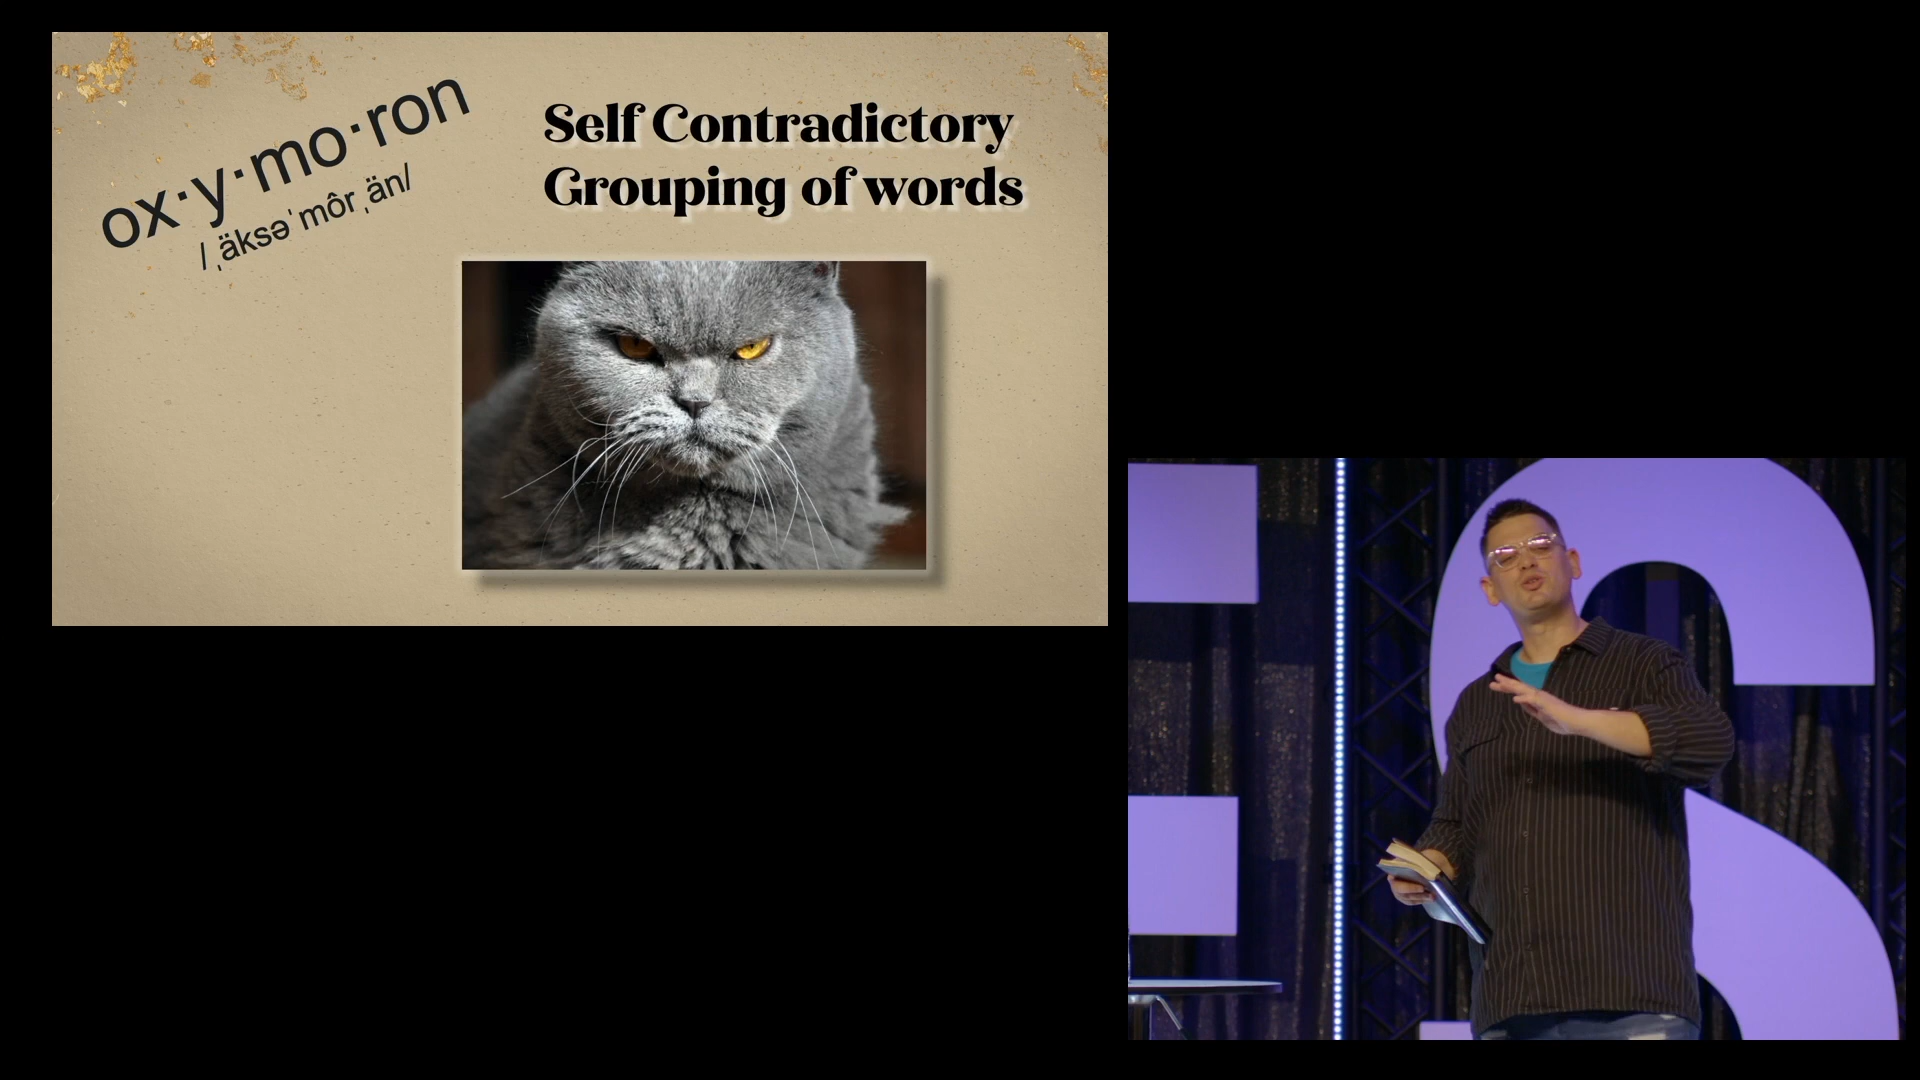 ox·y·mo·ron
/ˌäksəˈmôrˌän/
Self Contradictory
Grouping of words